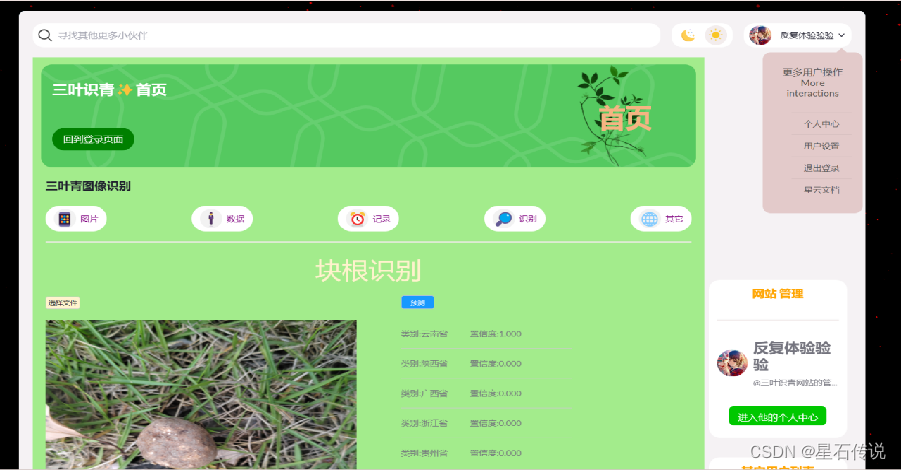 寻找其他更多小伙伴
反复体验验验
更多用户操作
More
interactions
个人中心
用户设置
退出登录
星云文档
三叶识青✨首页
首页
回到登录页面
三叶青图像识别
图片
数据
记录
识别
其它
块根识别
选择文件
预测
类别:云南省 置信度:1.000
类别:陕西省 置信度:0.000
类别:广西省 置信度:0.000
类别:浙江省 置信度:0.000
类别:贵州省 置信度:0.000
网站 管理
反复体验验
验
@三叶识青网站的管...
进入他的个人中心
CSDN @星石传说